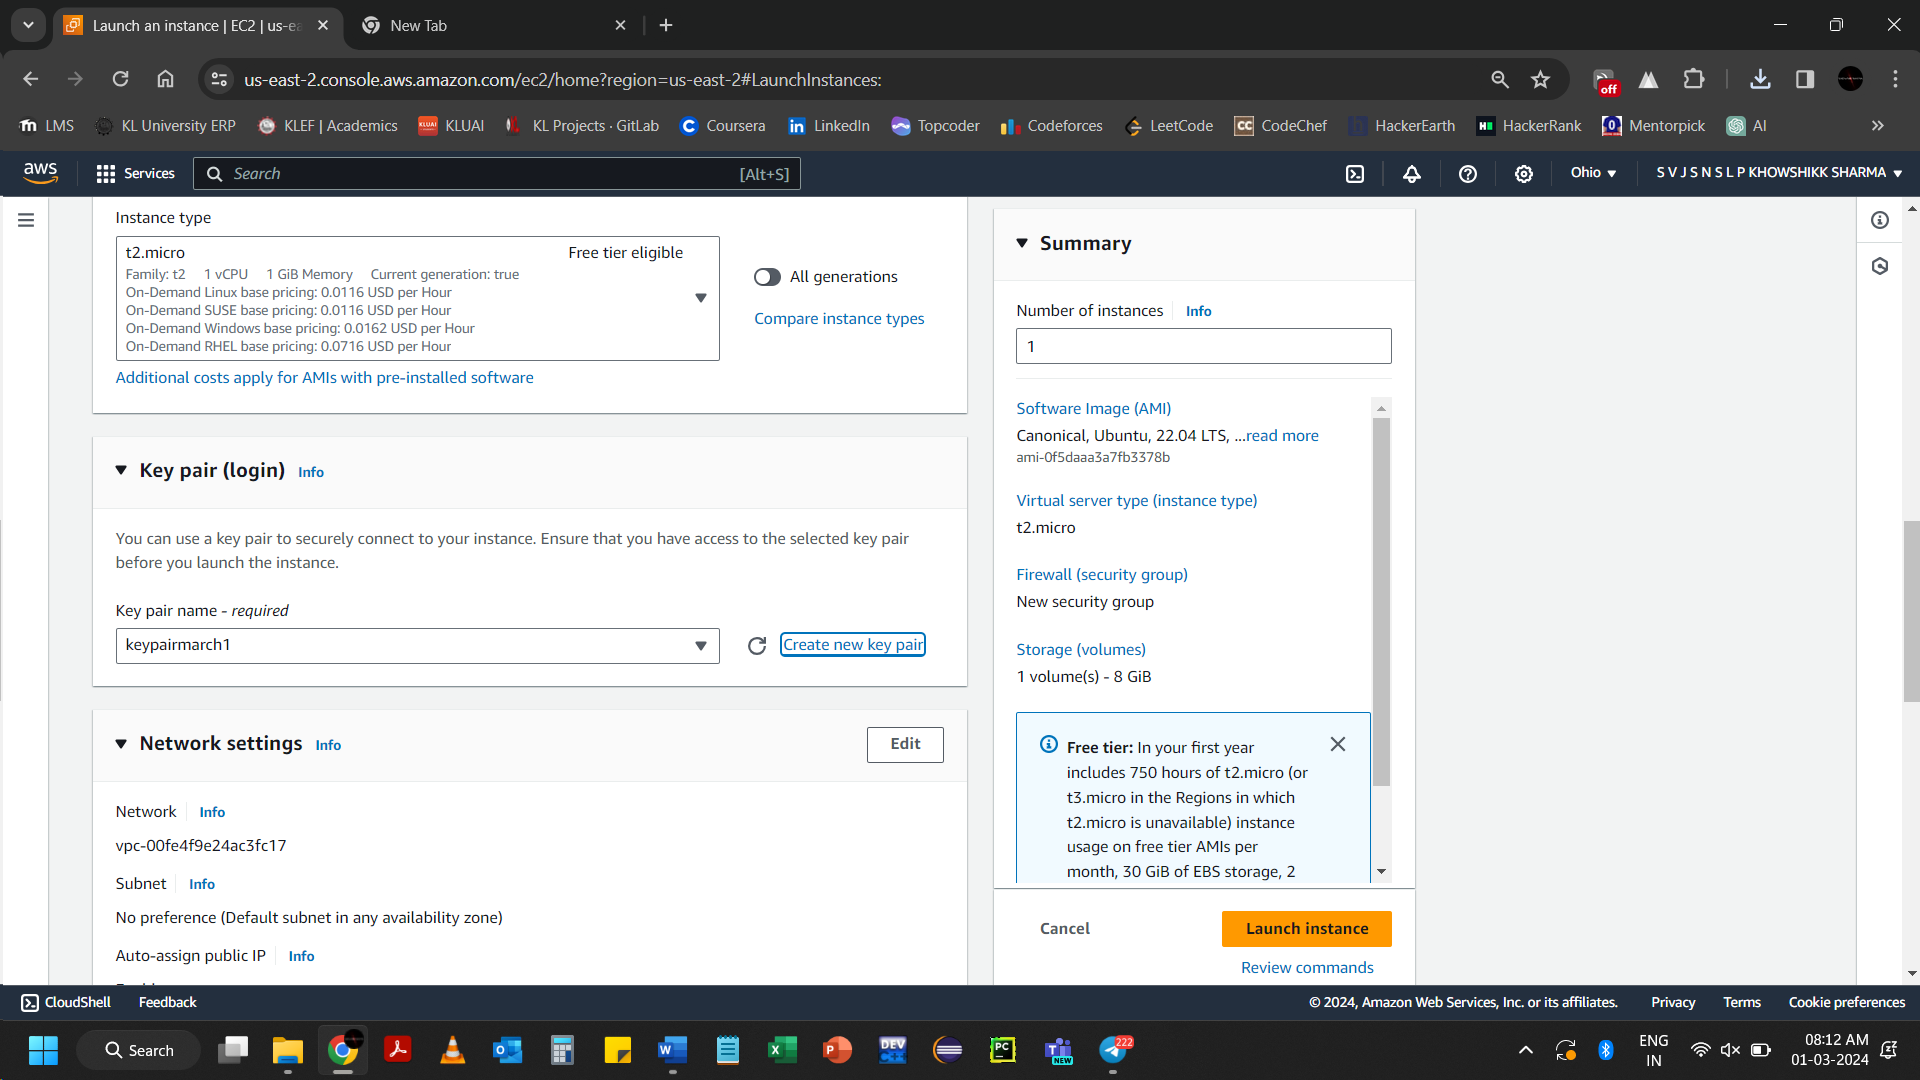 Launch an instance | EC2 | us-ea
New Tab
us-east-2.console.aws.amazon.com/ec2/home?region=us-east-2#LaunchInstances:
off
LMS
KL University ERP
KLEF | Academics
KLUAI
KL Projects · GitLab
Coursera
LinkedIn
Topcoder
Codeforces
LeetCode
CodeChef
HackerEarth
HackerRank
Mentorpick
AI
aws
Services
Search
[Alt+S]
Ohio
S V J S N S L P KHOWSHIKK SHARMA
Instance type
t2.micro
Free tier eligible
Family: t2 1 vCPU 1 GiB Memory Current generation: true
On-Demand Linux base pricing: 0.0116 USD per Hour
On-Demand SUSE base pricing: 0.0116 USD per Hour
On-Demand Windows base pricing: 0.0162 USD per Hour
On-Demand RHEL base pricing: 0.0716 USD per Hour
All generations
Compare instance types
Additional costs apply for AMIs with pre-installed software
Key pair (login) Info
You can use a key pair to securely connect to your instance. Ensure that you have access to the selected key pair
before you launch the instance.
Key pair name - required
keypairmarch1
Create new key pair
Network settings Info
Edit
Network Info
vpc-00fe4f9e24ac3fc17
Subnet Info
No preference (Default subnet in any availability zone)
Auto-assign public IP Info
Summary
Number of instances Info
1
Software Image (AMI)
Canonical, Ubuntu, 22.04 LTS, ...read more
ami-0f5daaa3a7fb3378b
Virtual server type (instance type)
t2.micro
Firewall (security group)
New security group
Storage (volumes)
1 volume(s) - 8 GiB
Free tier: In your first year
includes 750 hours of t2.micro (or
t3.micro in the Regions in which
t2.micro is unavailable) instance
usage on free tier AMIs per
month, 30 GiB of EBS storage, 2
Cancel
Launch instance
Review commands
CloudShell
Feedback
© 2024, Amazon Web Services, Inc. or its affiliates.
Privacy
Terms
Cookie preferences
Search
DEV
PC
NEW
222
ENG
IN
08:12 AM
01-03-2024